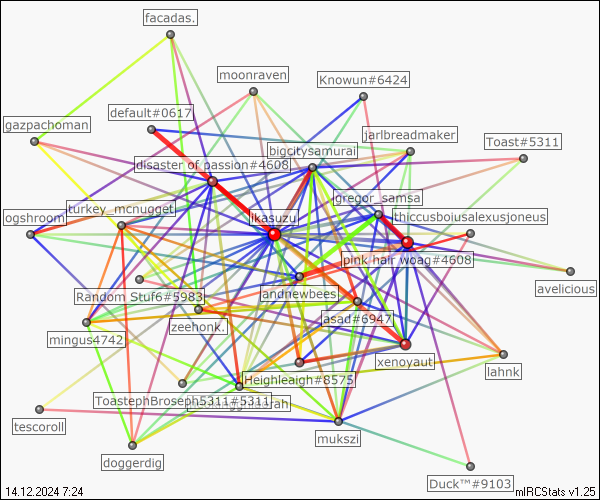 facadas.
moonraven
Knowun#6424
default#0617
gazpachoman
jarlbreadmaker
Toast#5311
bigcitysamurai
disaster of passion#4608
gregor_samsa
turkey_mcnugget
ogshroom
ikasuzu
ithiccusboiusalexusjoneus
pink hair woag#4608
avelicious
Random Stuf6#5983
andnewbees
asad#6947
zeehonk.
mingus4742
xenoyaut
lahnk
Heighleaigh#8575
ToastephBroseph5311#5311
tescoroll
mukszi
doggerdig
Duck™#9103
14.12.2024 7:24
mIRCStats v1.25